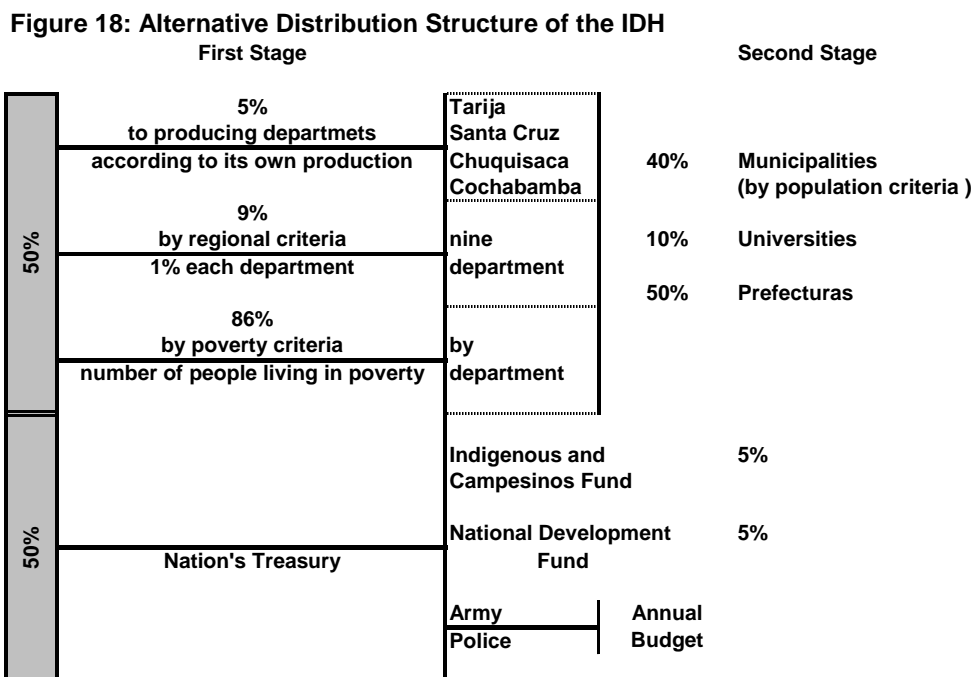 Figure 18: Alternative Distribution Structure of the IDH
First Stage
Second Stage
50%
5%
to producing departmets
according to its own production
Tarija
Santa Cruz
Chuquisaca
Cochabamba
9%
by regional criteria
1% each department
nine
department
86%
by poverty criteria
number of people living in poverty
by
department
40%
Municipalities
(by population criteria )
10%
Universities
50%
Prefecturas
50%
Nation's Treasury
Indigenous and
Campesinos Fund
5%
National Development
Fund
5%
Army
Police
Annual
Budget